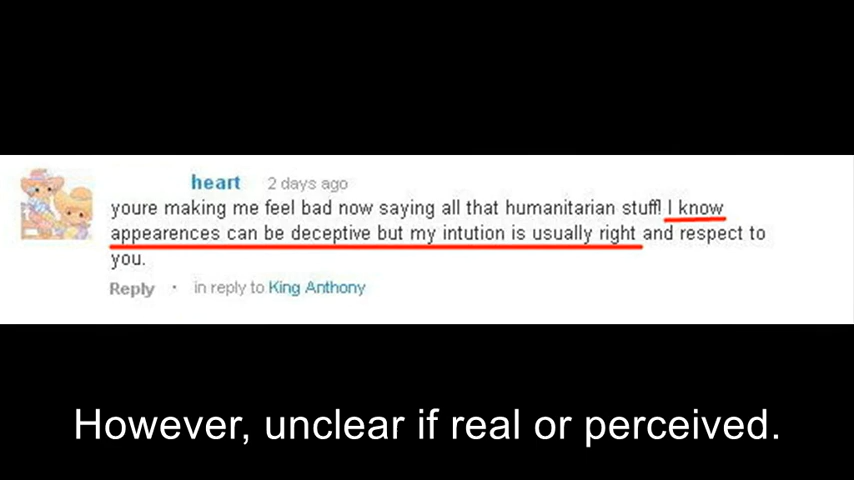 heart 2 days ago
youre making me feel bad now saying all that humanitarian stuff! I know
appearences can be deceptive but my intution is usually right and respect to
you.
Reply · in reply to King Anthony
However, unclear if real or perceived.